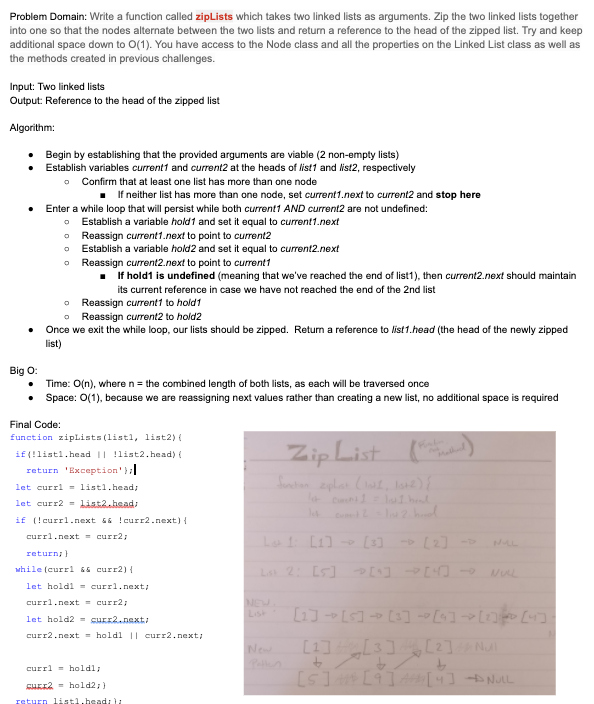 Problem Domain: Write a function called zipLists which takes two linked lists as arguments. Zip the two linked lists together
into one so that the nodes alternate between the two lists and return a reference to the head of the zipped list. Try and keep
additional space down to O(1). You have access to the Node class and all the properties on the Linked List class as well as
the methods created in previous challenges.
Input: Two linked lists
Output: Reference to the head of the zipped list
Algorithm:
● Begin by establishing that the provided arguments are viable (2 non-empty lists)
● Establish variables current1 and current2 at the heads of list1 and list2, respectively
○ Confirm that at least one list has more than one node
■ If neither list has more than one node, set current1.next to current2 and stop here
● Enter a while loop that will persist while both current1 AND current2 are not undefined:
○ Establish a variable hold1 and set it equal to current1.next
○ Reassign current1.next to point to current2
○ Establish a variable hold2 and set it equal to current2.next
○ Reassign current2.next to point to current1
■ If hold1 is undefined (meaning that we've reached the end of list1), then current2.next should maintain
its current reference in case we have not reached the end of the 2nd list
○ Reassign current1 to hold1
○ Reassign current2 to hold2
● Once we exit the while loop, our lists should be zipped. Return a reference to list1.head (the head of the newly zipped
list)
Big O:
● Time: O(n), where n = the combined length of both lists, as each will be traversed once
● Space: O(1), because we are reassigning next values rather than creating a new list, no additional space is required
Final Code:
function zipLists(list1, list2){
if(!list1.head || !list2.head){
return 'Exception'};
let curr1 = list1.head;
let curr2 = list2.head;
if (!curr1.next && !curr2.next){
curr1.next = curr2;
return;}
while(curr1 && curr2){
let hold1 = curr1.next;
curr1.next = curr2;
let hold2 = curr2.next;
curr2.next = hold1 || curr2.next;
curr1 = hold1;
curr2 = hold2;}
return list1.head;};
Zip List
function zipLists (list1, list2){
let current1 = list1.head
let current2 = list2.head
List 1: [1] → [3] → [2] → NULL
List 2: [5] → [9] → [4] → NULL
NEW
List: [1] → [5] → [3] → [9] → [2] → [4]
New [1] [3] [2] NULL
Pattern
[5] [9] [4] → NULL